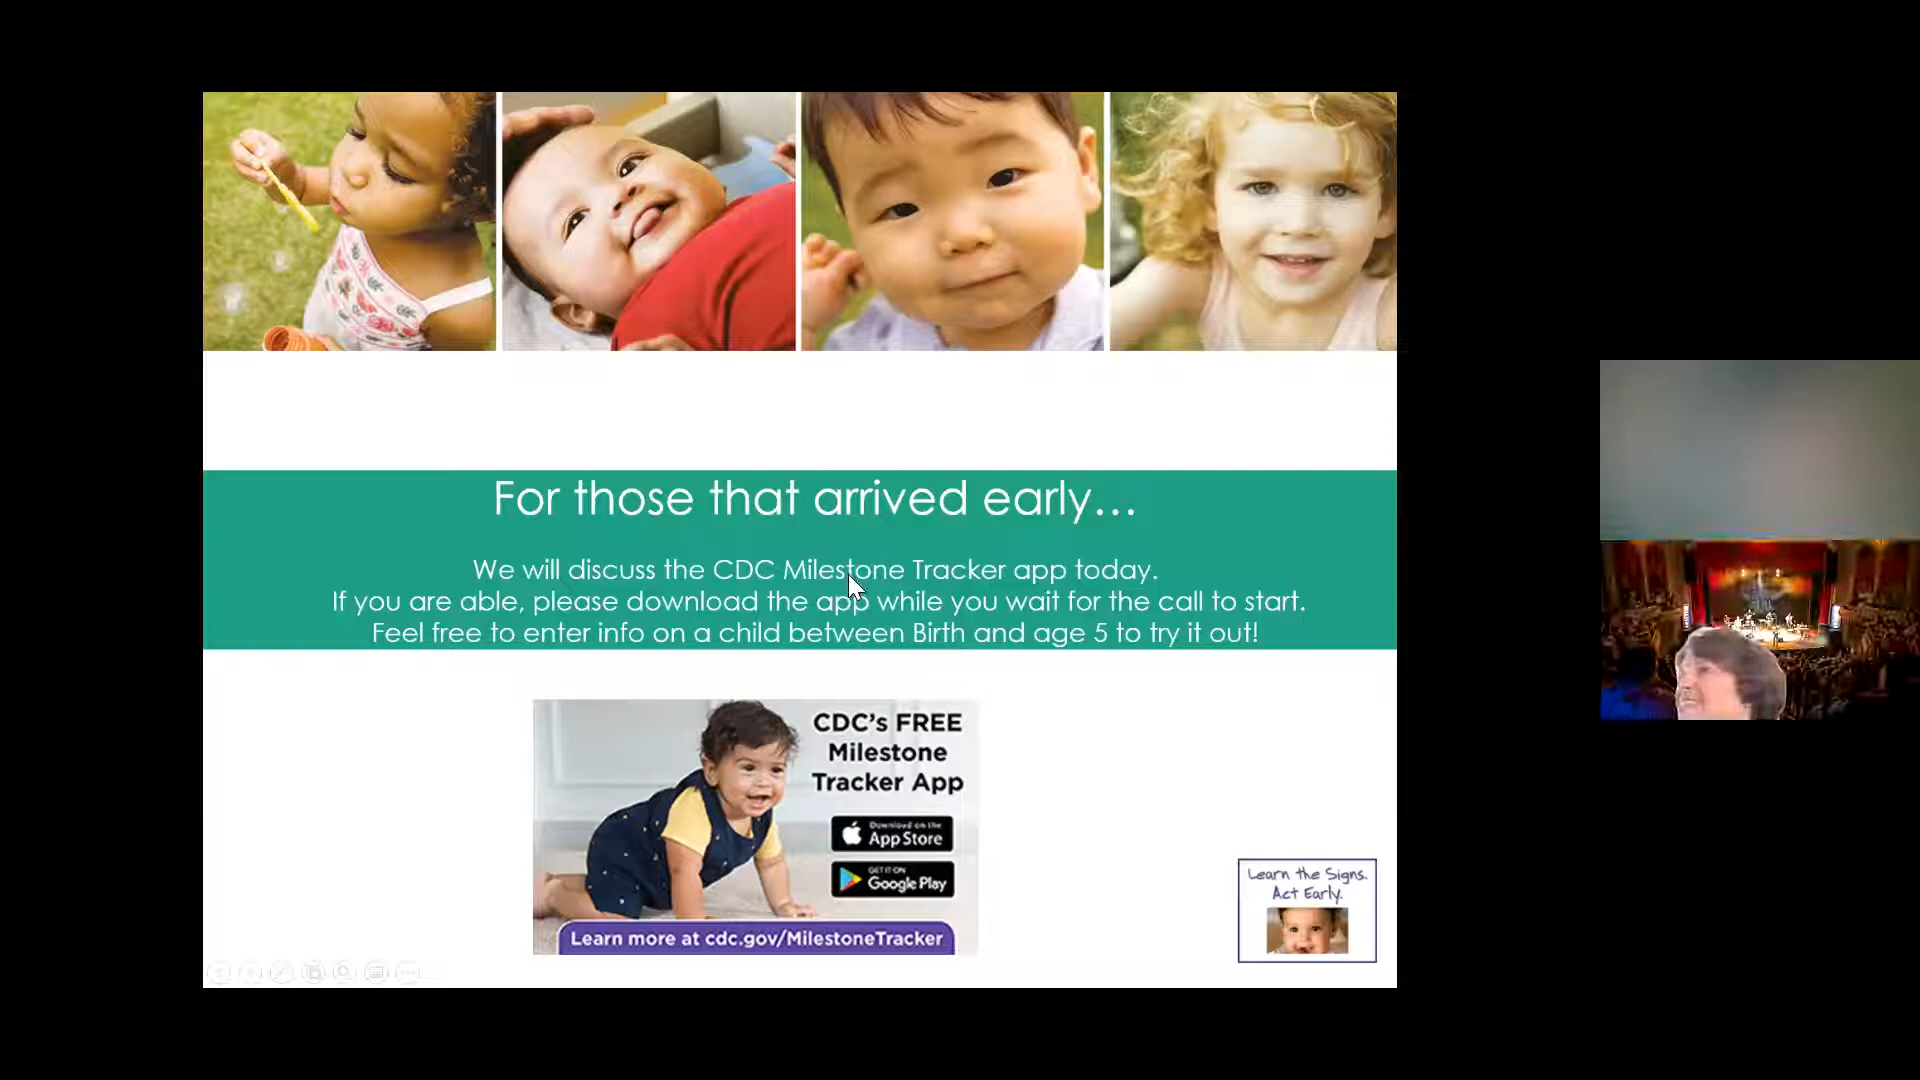 For those that arrived early...
We will discuss the CDC Milestone Tracker app today.
If you are able, please download the app while you wait for the call to start.
Feel free to enter info on a child between Birth and age 5 to try it out!
CDC's FREE
Milestone
Tracker App
Download on the
App Store
GET IT ON
Google Play
Learn more at cdc.gov/MilestoneTracker
Learn the Signs.
Act Early.